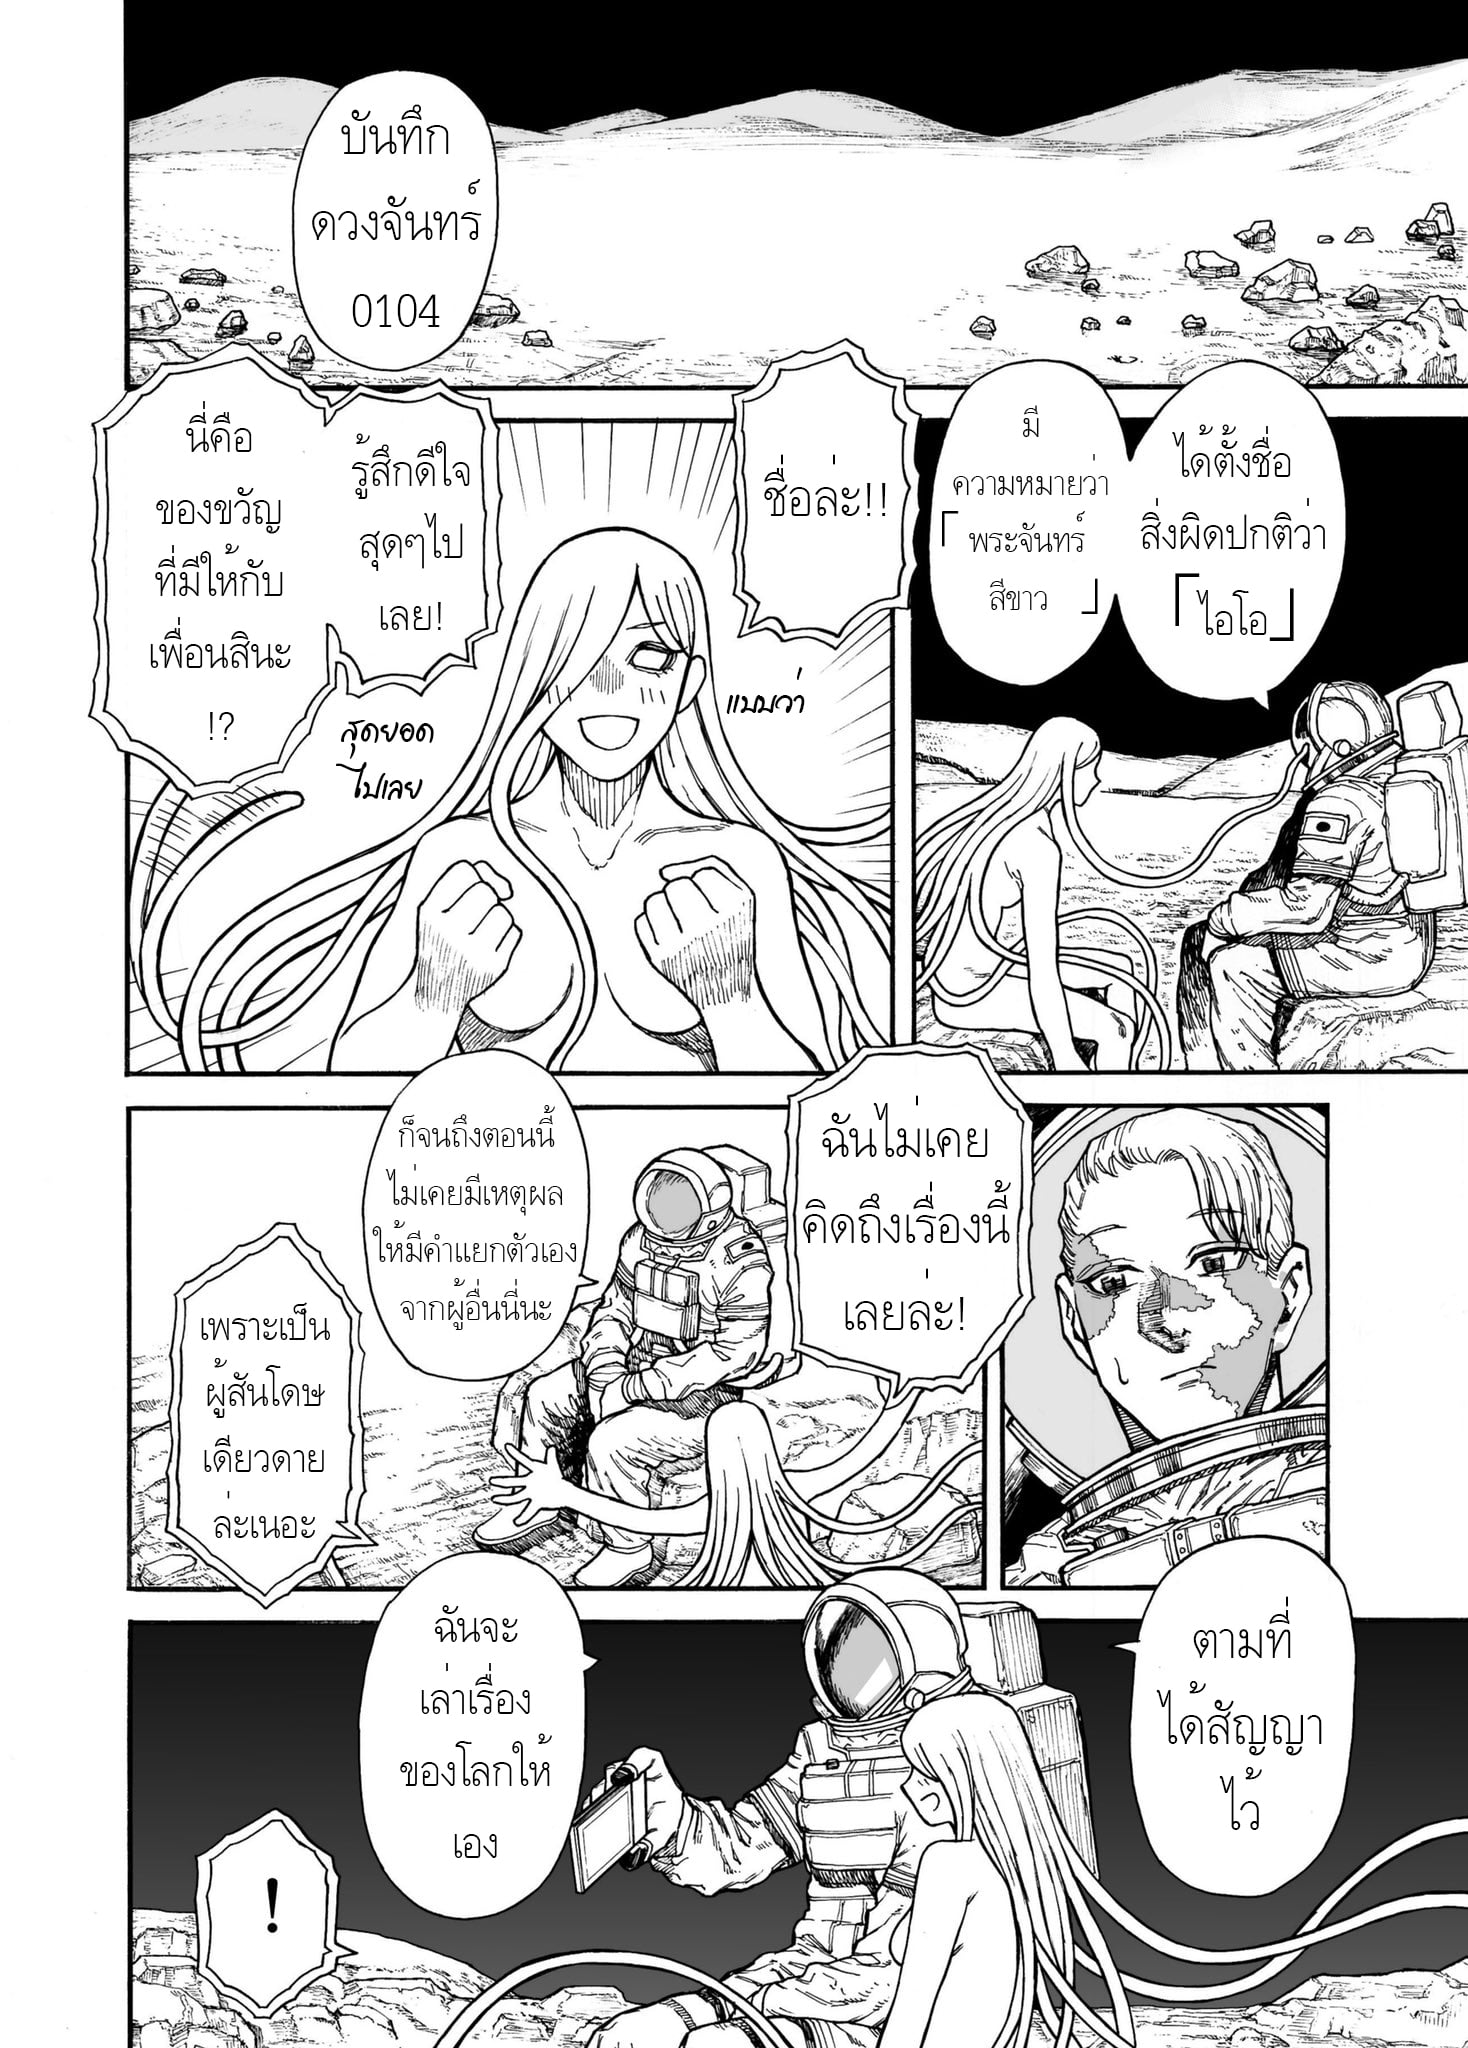 บันทึก
ดวงจันทร์
0104
ได้ตั้งชื่อ
สิ่งผิดปกติว่า
「ไอโอ」
มี
ความหมายว่า
「พระจันทร์
สีขาว」
ชื่อล่ะ!!
แบบว่า
รู้สึกดีใจ
สุดๆไป
เลย!
สุดยอด
ไปเลย
นี่คือ
ของขวัญ
ที่มีให้กับ
เพื่อนสินะ
!?
ฉันไม่เคย
คิดถึงเรื่องนี้
เลยล่ะ!
ก็จนถึงตอนนี้
ไม่เคยมีเหตุผล
ให้มีคำแยกตัวเอง
จากผู้อื่นนี่นะ
เพราะเป็น
ผู้สันโดษ
เดียวดาย
ล่ะเนอะ
ตามที่
ได้สัญญา
ไว้
ฉันจะ
เล่าเรื่อง
ของโลกให้
เอง
!